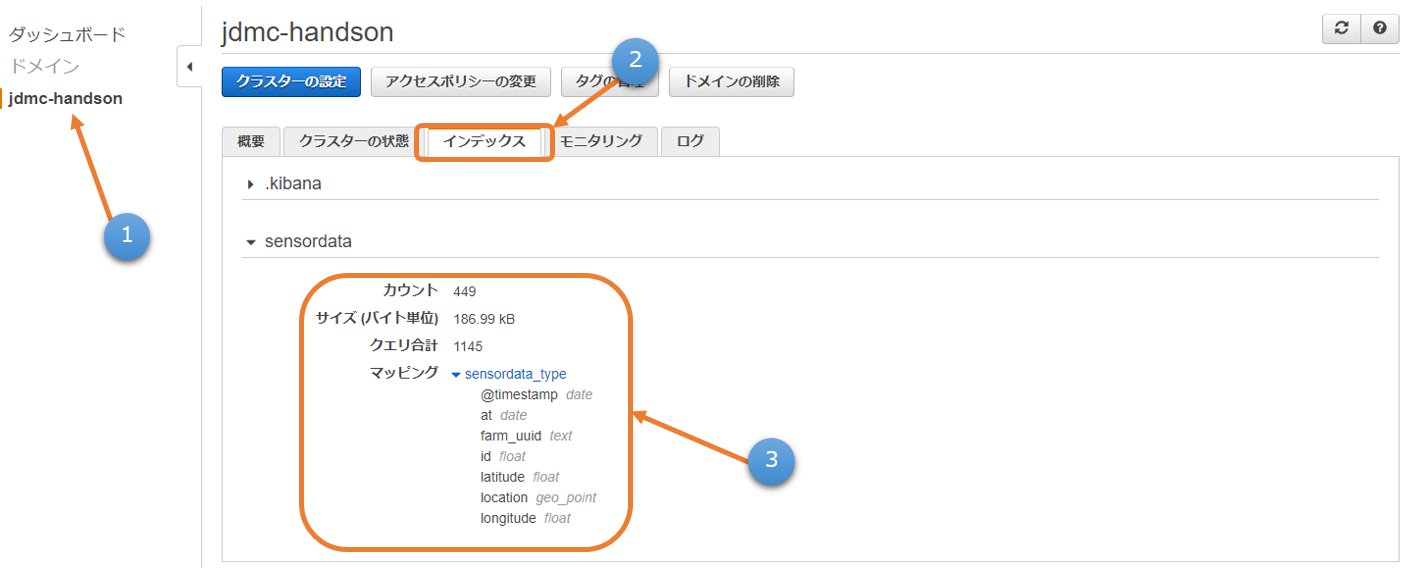 ダッシュボード
ドメイン
jdmc-handson
1
jdmc-handson
2
クラスターの設定 アクセスポリシーの変更 タグの管理 ドメインの削除
概要 クラスターの状態 インデックス モニタリング ログ
.kibana
sensordata
カウント 449
サイズ (バイト単位) 186.99 kB
クエリ合計 1145
マッピング sensordata_type
@timestamp date
at date
farm_uuid text
id float
latitude float
location geo_point
longitude float
3